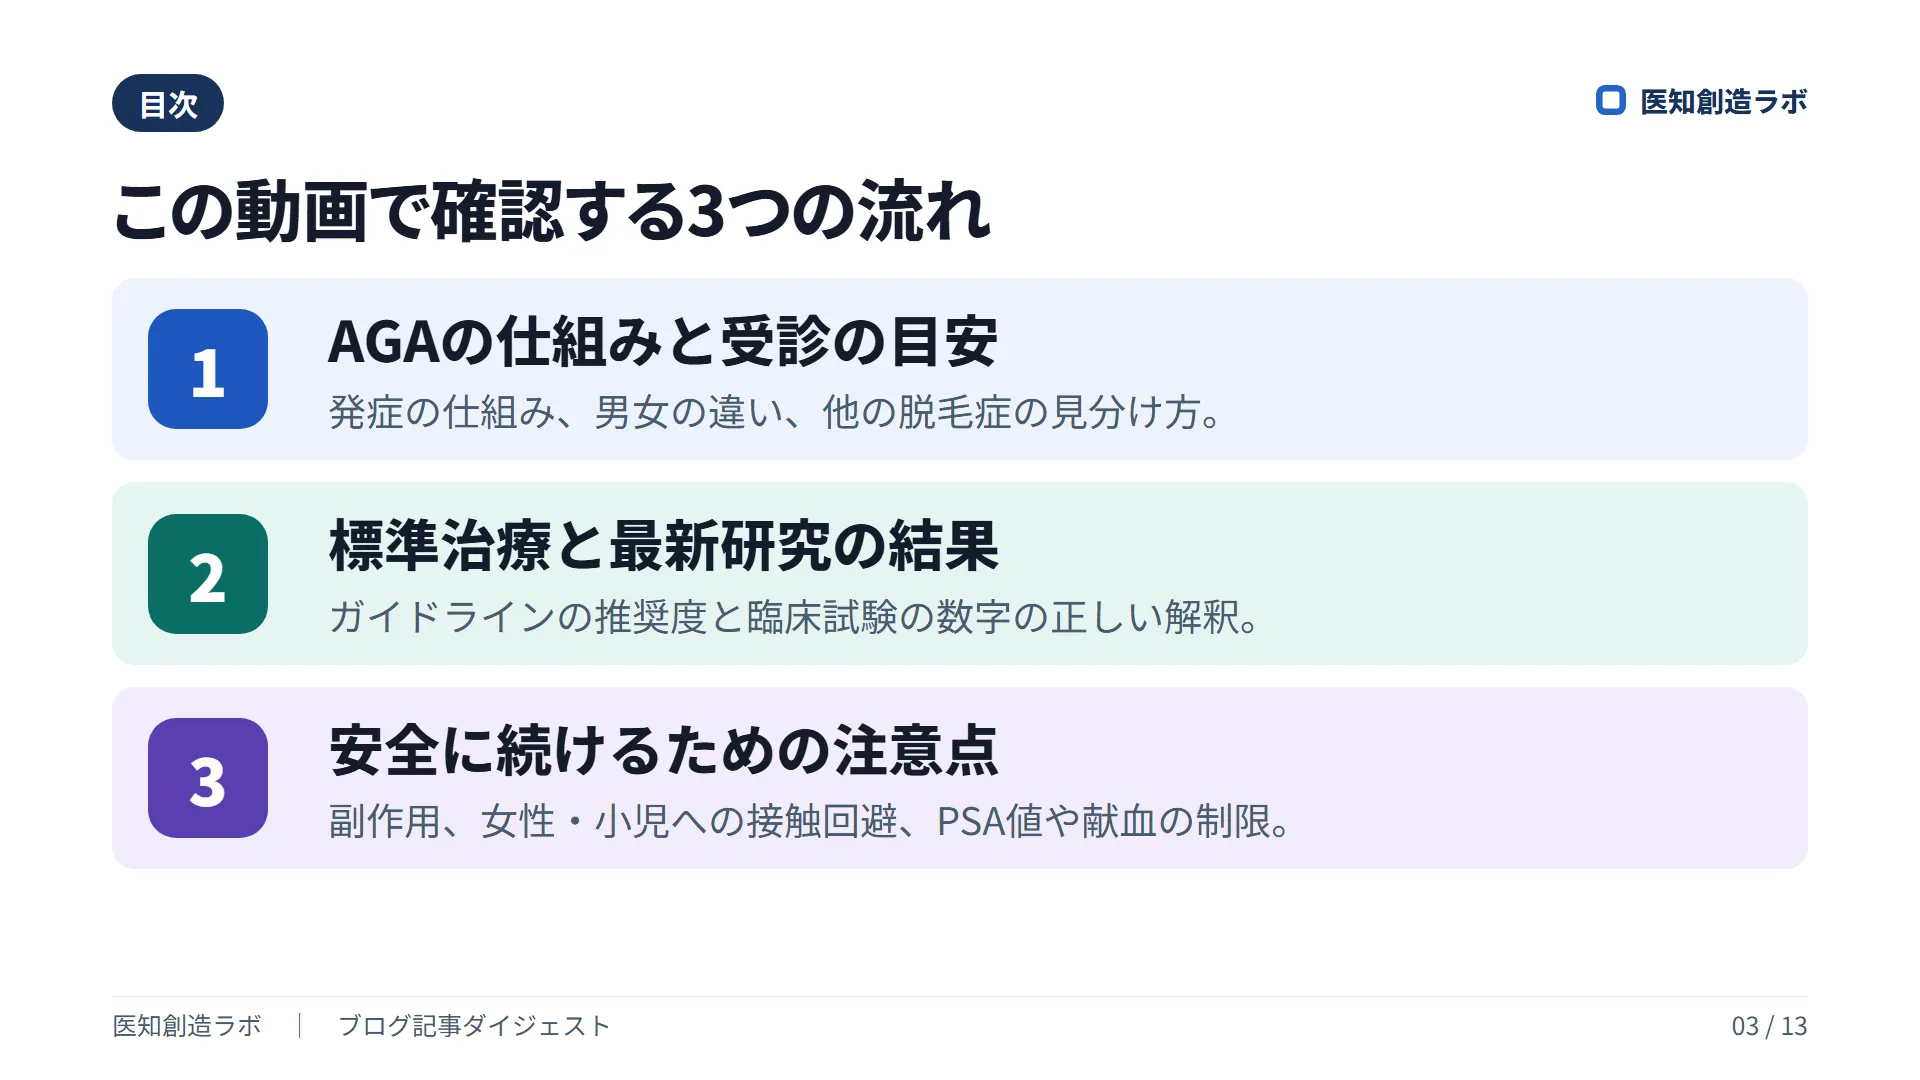 目次
医知創造ラボ
この動画で確認する3つの流れ
1
AGAの仕組みと受診の目安
発症の仕組み、男女の違い、他の脱毛症の見分け方。
2
標準治療と最新研究の結果
ガイドラインの推奨度と臨床試験の数字の正しい解釈。
3
安全に続けるための注意点
副作用、女性・小児への接触回避、PSA値や献血の制限。
医知創造ラボ | ブログ記事ダイジェスト
03 / 13